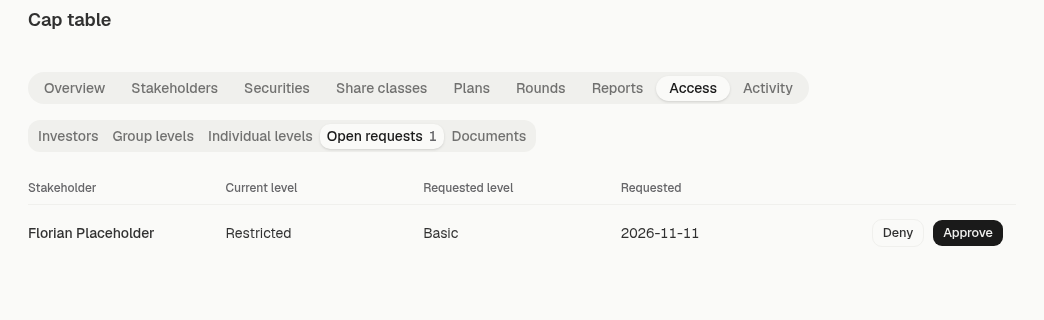 Cap table
Overview Stakeholders Securities Share classes Plans Rounds Reports Access Activity
Investors Group levels Individual levels Open requests 1 Documents
Stakeholder Current level Requested level Requested
Florian Placeholder Restricted Basic 2026-11-11 Deny Approve